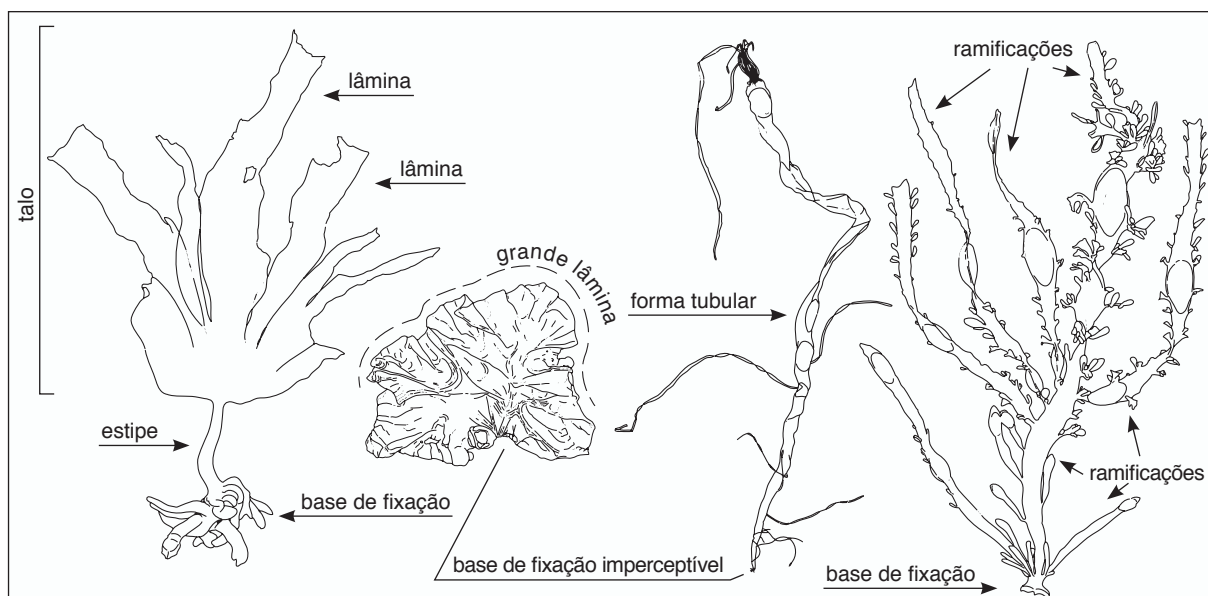 talo
lâmina
lâmina
estipe
base de fixação
grande lâmina
base de fixação imperceptível
forma tubular
ramificações
ramificações
base de fixação